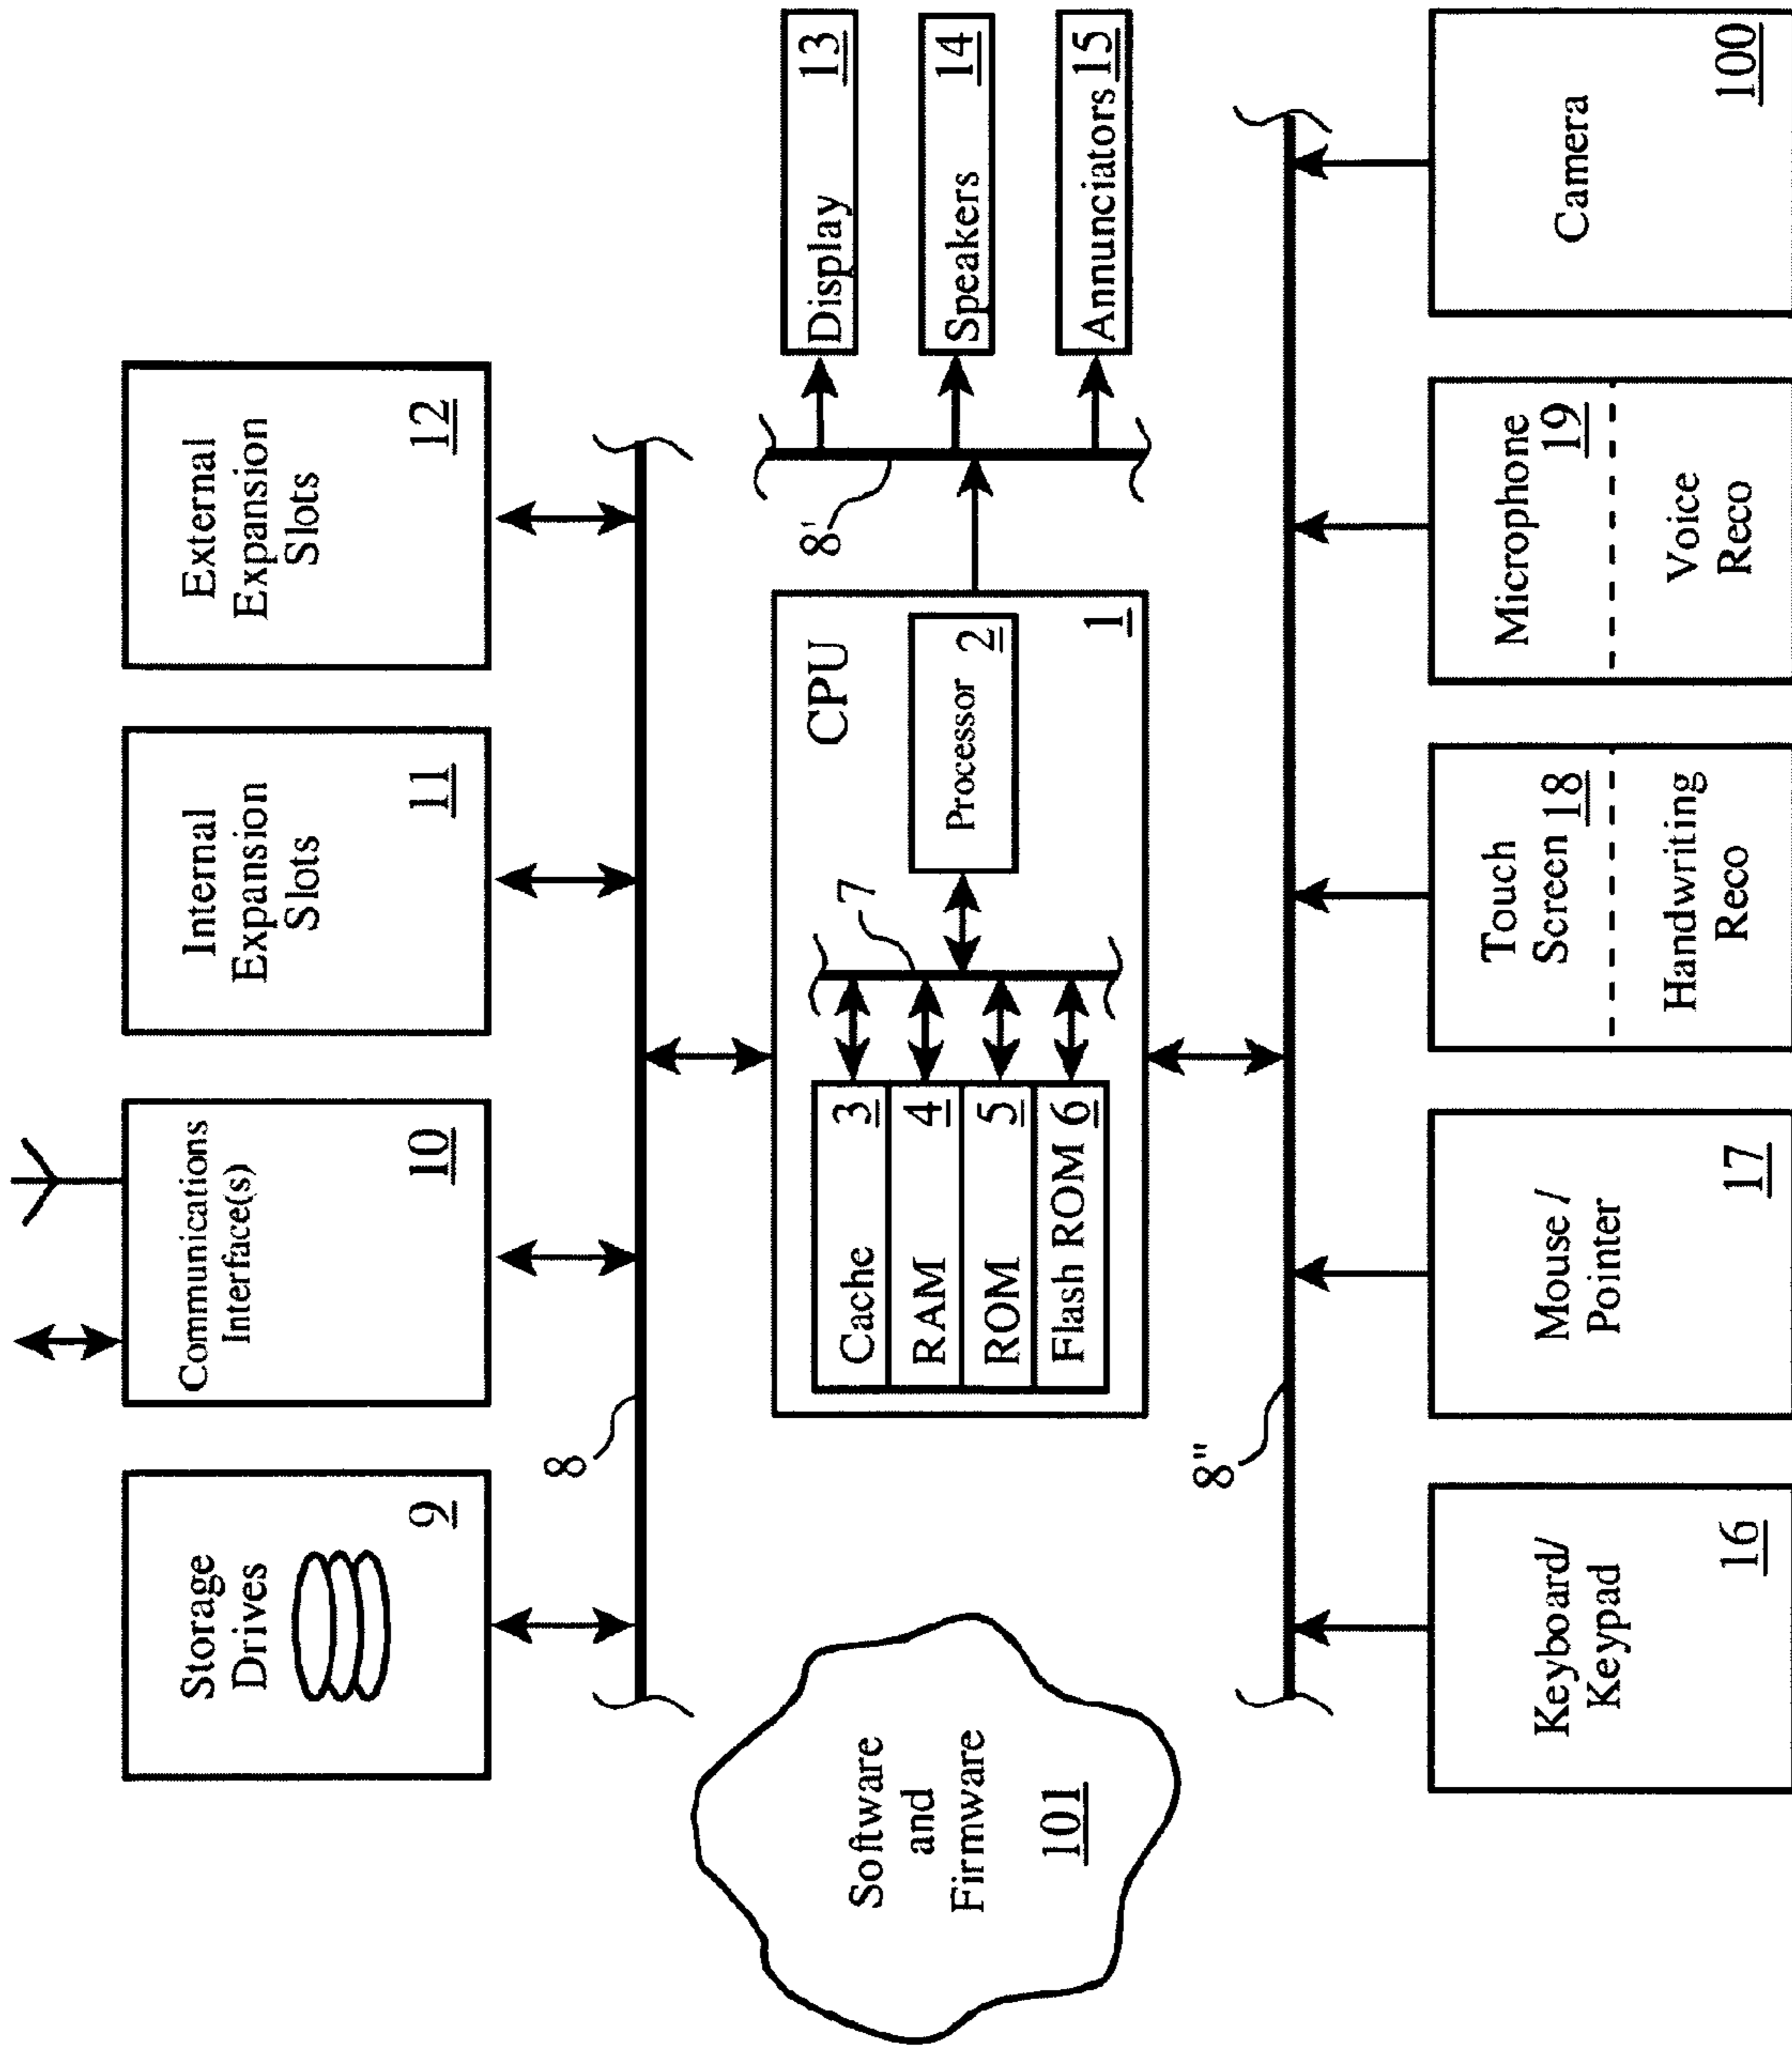 Storage
Drives
9
Communications
Interface(s)
10
Internal
Expansion
Slots
11
External
Expansion
Slots
12
8
Software
and
Firmware
101
CPU
Cache 3
RAM 4
ROM 5
Flash ROM 6
7
Processor 2
1
8'
Display 13
Speakers 14
Annunciators 15
8"
Keyboard/
Keypad
16
Mouse /
Pointer
17
Touch
Screen 18
Handwriting
Reco
Microphone
19
Voice
Reco
Camera
100